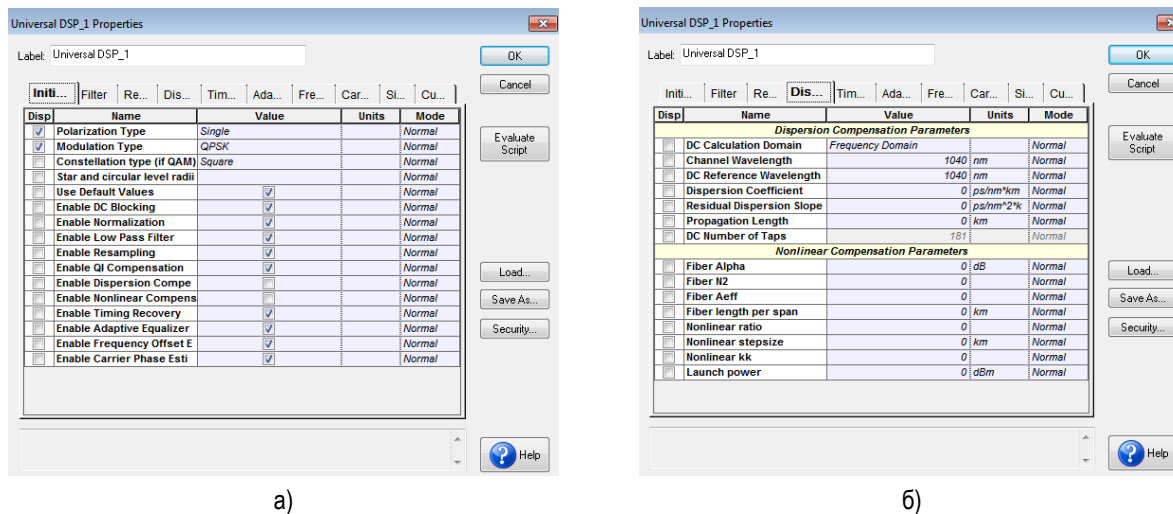 Universal DSP_1 Properties
Label: Universal DSP_1
OK
Cancel
Evaluate Script
Load...
Save As...
Security...
Help
Initi... Filter Re... Dis... Tim... Ada... Fre... Car... Si... Cu...
Disp Name Value Units Mode
Polarization Type Single Normal
Modulation Type QPSK Normal
Constellation type (if QAM) Square Normal
Star and circular level radii Normal
Use Default Values Normal
Enable DC Blocking Normal
Enable Normalization Normal
Enable Low Pass Filter Normal
Enable Resampling Normal
Enable QI Compensation Normal
Enable Dispersion Compe Normal
Enable Nonlinear Compens Normal
Enable Timing Recovery Normal
Enable Adaptive Equalizer Normal
Enable Frequency Offset E Normal
Enable Carrier Phase Esti Normal
а)
Universal DSP_1 Properties
Label: Universal DSP_1
OK
Cancel
Evaluate Script
Load...
Save As...
Security...
Help
Initi... Filter Re... Dis... Tim... Ada... Fre... Car... Si... Cu...
Disp Name Value Units Mode
Dispersion Compensation Parameters
DC Calculation Domain Frequency Domain Normal
Channel Wavelength 1040 nm Normal
DC Reference Wavelength 1040 nm Normal
Dispersion Coefficient 0 ps/nm*km Normal
Residual Dispersion Slope 0 ps/nm^2*k Normal
Propagation Length 0 km Normal
DC Number of Taps 181 Normal
Nonlinear Compensation Parameters
Fiber Alpha 0 dB Normal
Fiber N2 0 Normal
Fiber Aeff 0 Normal
Fiber length per span 0 km Normal
Nonlinear ratio 0 Normal
Nonlinear stepsize 0 km Normal
Nonlinear kk 0 Normal
Launch power 0 dBm Normal
б)